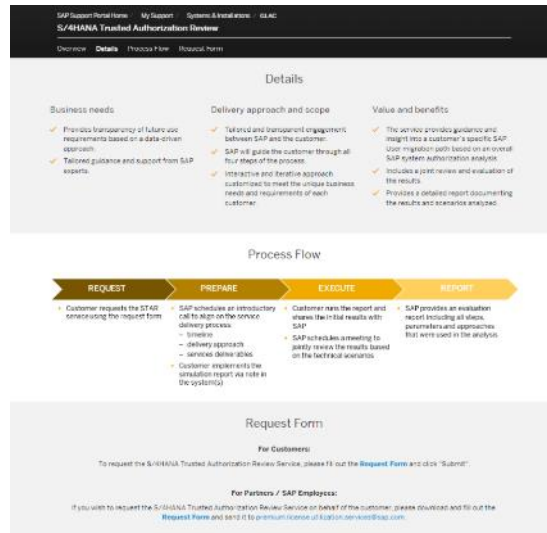 SAP Support Portal Home / My Support / Systems & Installations / GLAC
S/4HANA Trusted Authorization Review
Overview Details Process Flow Request Form
Details
Business needs
Provides transparency of future use
requirements based on a data-driven
approach.
Tailored guidance and support from SAP
experts.
Delivery approach and scope
Tailored and transparent engagement
between SAP and the customer.
SAP will guide the customer through all
four steps of the process.
Interactive and iterative approach
customized to meet the unique business
needs and requirements of each
customer.
Value and benefits
The service provides guidance and
insight into a customer's specific SAP
User migration path based on an overall
SAP system authorization analysis.
Includes a joint review and evaluation of
the results.
Provides a detailed report documenting
the results and scenarios analyzed.
Process Flow
REQUEST
Customer requests the STAR
service using the request form
PREPARE
SAP schedules an introductory
call to align on the service
delivery process:
– timeline
– delivery approach
– services deliverables
Customer implements the
simulation report via note in
the system(s)
EXECUTE
Customer runs the report and
shares the initial results with
SAP
SAP schedules a meeting to
jointly review the results based
on the technical scenarios
REPORT
SAP provides an evaluation
report including all steps,
parameters and approaches
that were used in the analysis
Request Form
For Customers:
To request the S/4HANA Trusted Authorization Review Service, please fill out the Request Form and click "Submit".
For Partners / SAP Employees:
If you wish to request the S/4HANA Trusted Authorization Review Service on behalf of the customer, please download and fill out the
Request Form and send it to premium.license.utilization.services@sap.com.